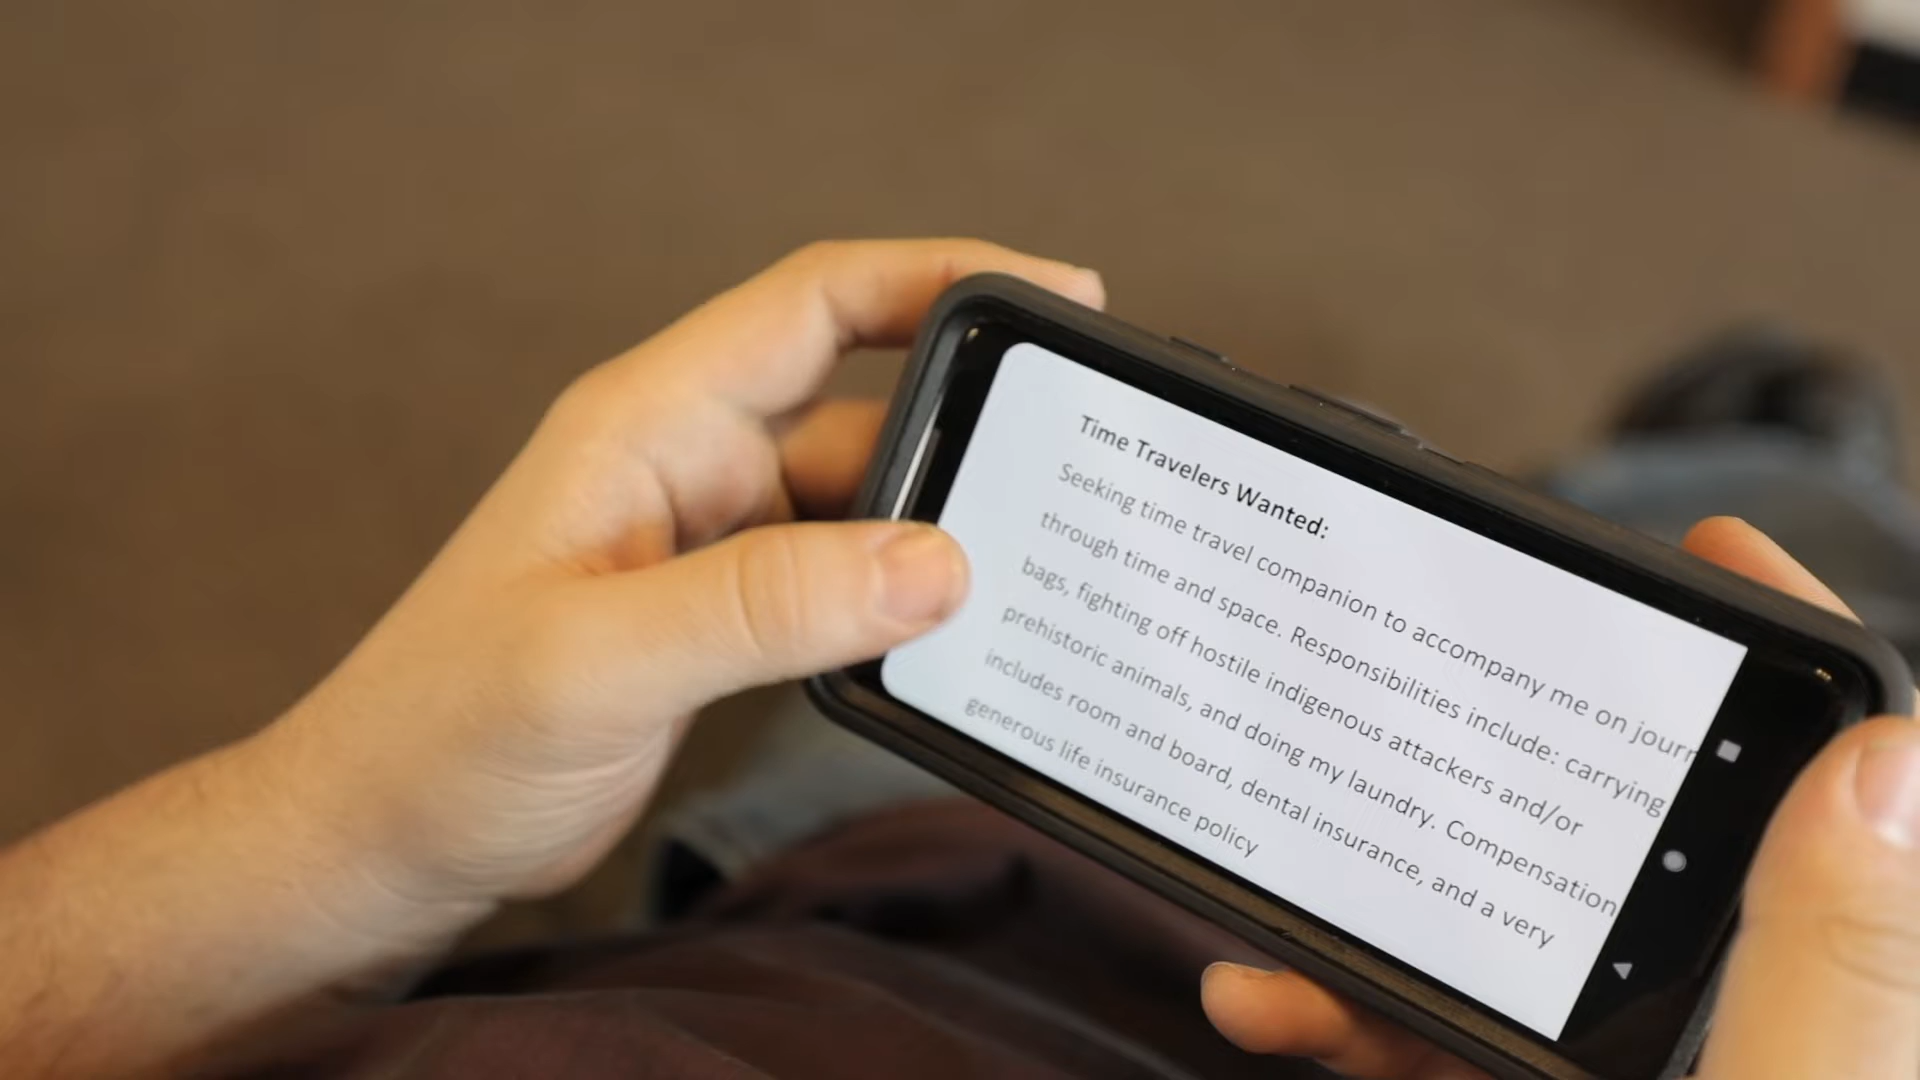 Time Travelers Wanted:
Seeking time travel companion to accompany me on journ
through time and space. Responsibilities include: carrying
bags, fighting off hostile indigenous attackers and/or
prehistoric animals, and doing my laundry. Compensation
includes room and board, dental insurance, and a very
generous life insurance policy